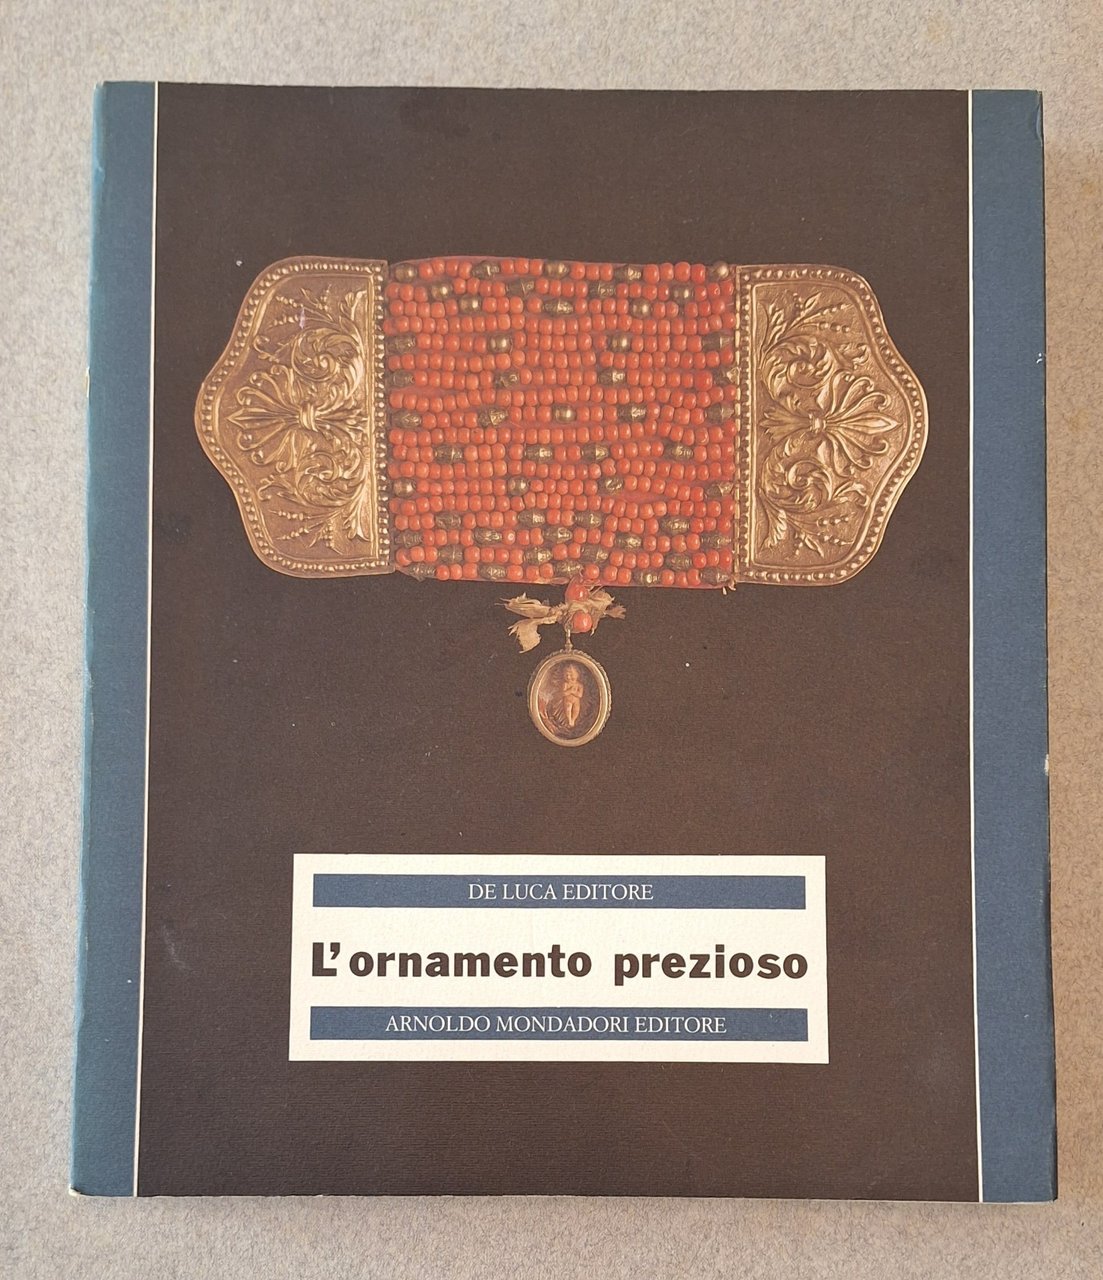 DE LUCA EDITORE
L'ornamento prezioso
ARNOLDO MONDADORI EDITORE